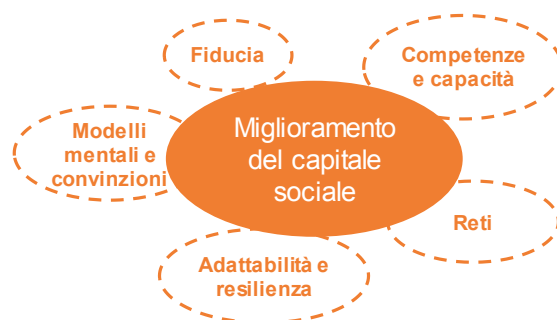 Fiducia
Competenze
e capacità
Modelli
mentali e
convinzioni
Miglioramento
del capitale
sociale
Reti
Adattabilità e
resilienza